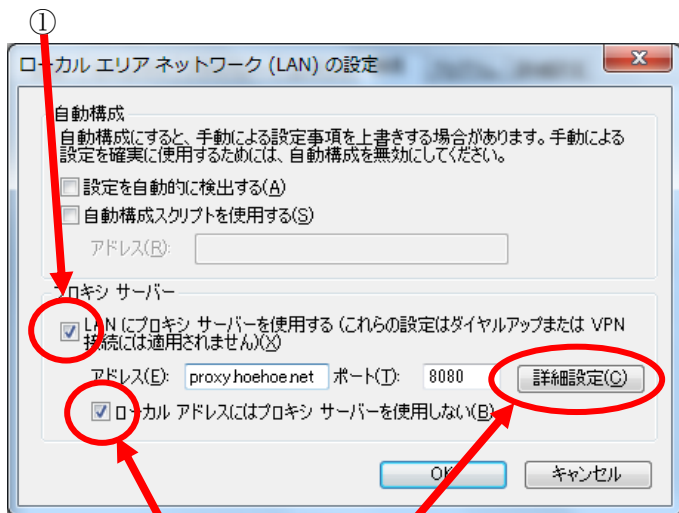 ①
ローカル エリア ネットワーク (LAN) の設定
自動構成
自動構成にすると、手動による設定事項を上書きする場合があります。手動による
設定を確実に使用するためには、自動構成を無効にしてください。
設定を自動的に検出する(A)
自動構成スクリプトを使用する(S)
アドレス(R):
プロキシ サーバー
LAN にプロキシ サーバーを使用する (これらの設定はダイヤルアップまたは VPN
接続には適用されません)(X)
アドレス(E): proxy.hoehoe.net ポート(T): 8080 詳細設定(C)
ローカル アドレスにはプロキシ サーバーを使用しない(B)
OK キャンセル